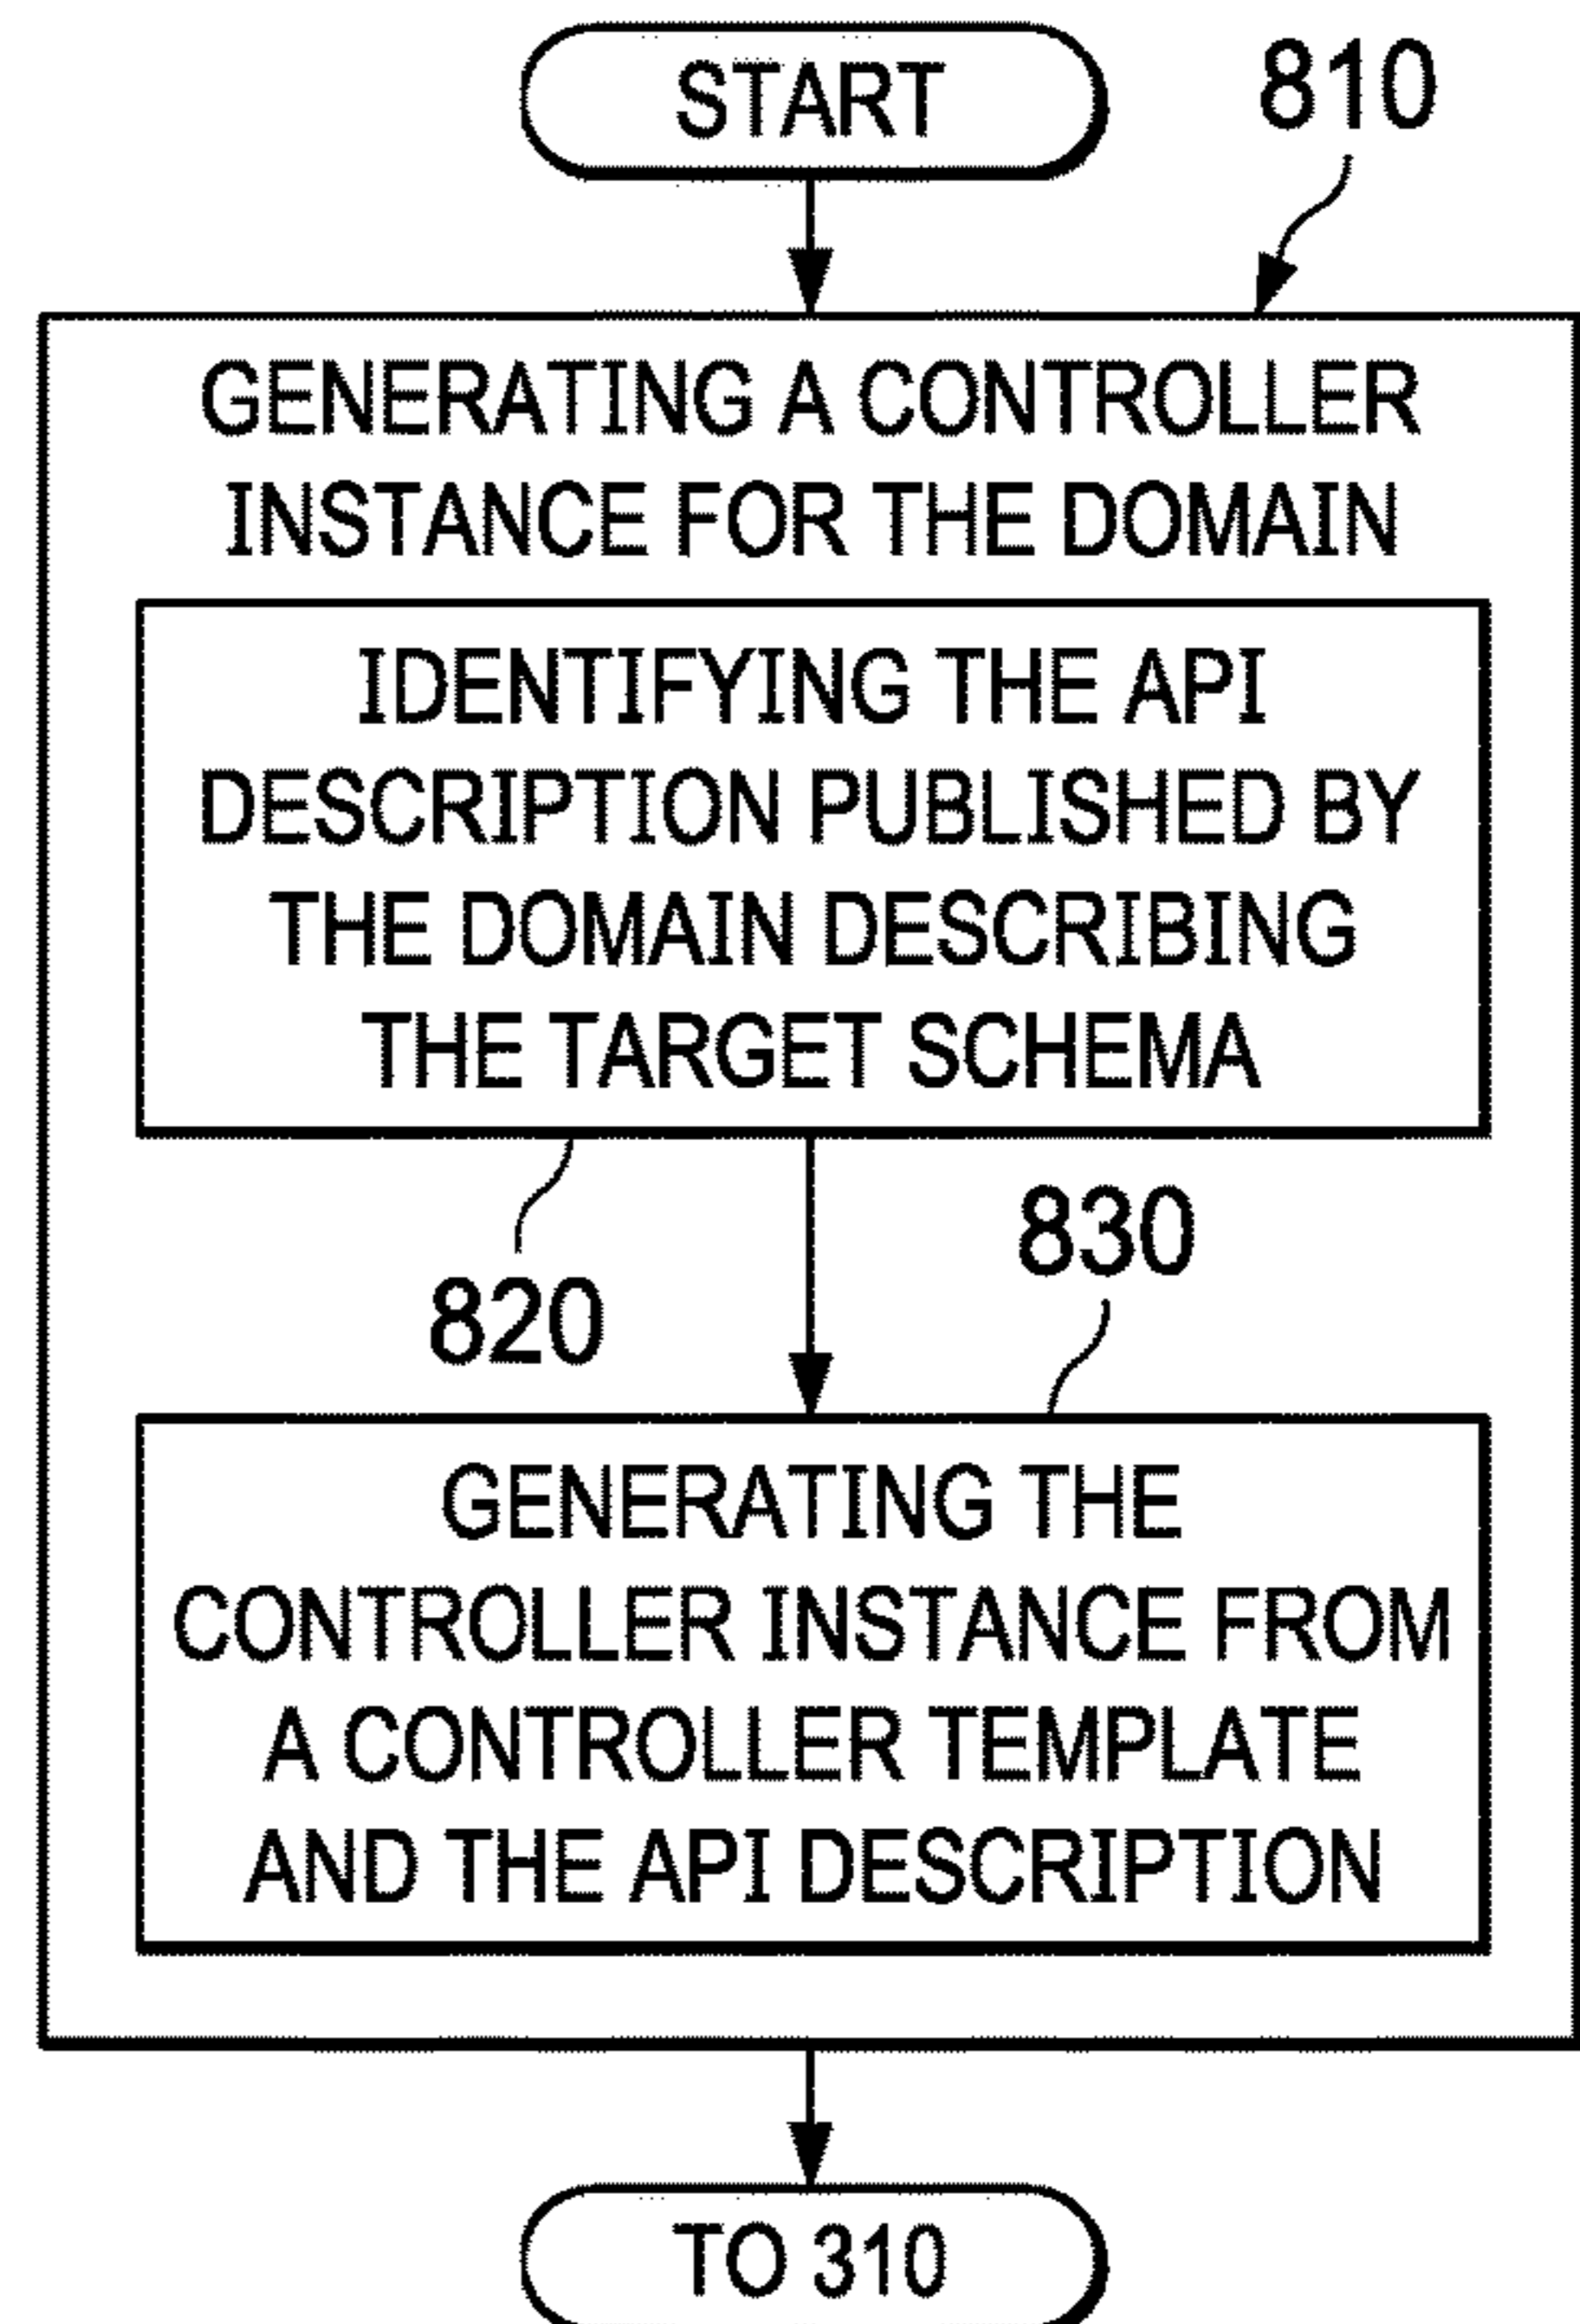 START
810
GENERATING A CONTROLLER
INSTANCE FOR THE DOMAIN
IDENTIFYING THE API
DESCRIPTION PUBLISHED BY
THE DOMAIN DESCRIBING
THE TARGET SCHEMA
820
830
GENERATING THE
CONTROLLER INSTANCE FROM
A CONTROLLER TEMPLATE
AND THE API DESCRIPTION
TO 310